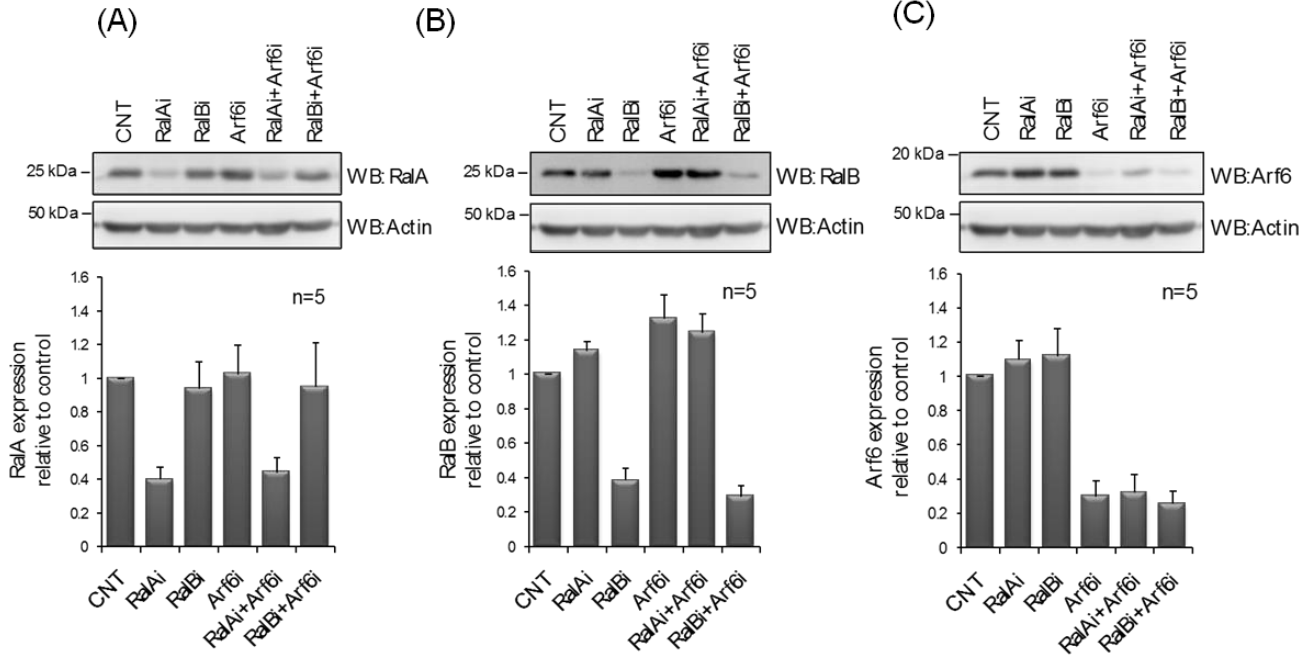 (A)
CNT
RalAi
RalBi
Arf6i
RalAi+Arf6i
RalBi+Arf6i
25 kDa
WB:RalA
50 kDa
WB:Actin
RalA expression
relative to control
1.6
1.4
1.2
1
0.8
0.6
0.4
0.2
0
n=5
CNT
RalAi
RalBi
Arf6i
RalAi+Arf6i
RalBi+Arf6i
(B)
CNT
RalAi
RalBi
Arf6i
RalAi+Arf6i
RalBi+Arf6i
25 kDa
WB:RalB
50 kDa
WB:Actin
RalB expression
relative to control
1.6
1.4
1.2
1
0.8
0.6
0.4
0.2
0
n=5
CNT
RalAi
RalBi
Arf6i
RalAi+Arf6i
RalBi+Arf6i
(C)
CNT
RalAi
RalBi
Arf6i
RalAi+Arf6i
RalBi+Arf6i
20 kDa
WB:Arf6
50 kDa
WB:Actin
Arf6 expression
relative to control
1.6
1.4
1.2
1
0.8
0.6
0.4
0.2
0
n=5
CNT
RalAi
RalBi
Arf6i
RalAi+Arf6i
RalBi+Arf6i